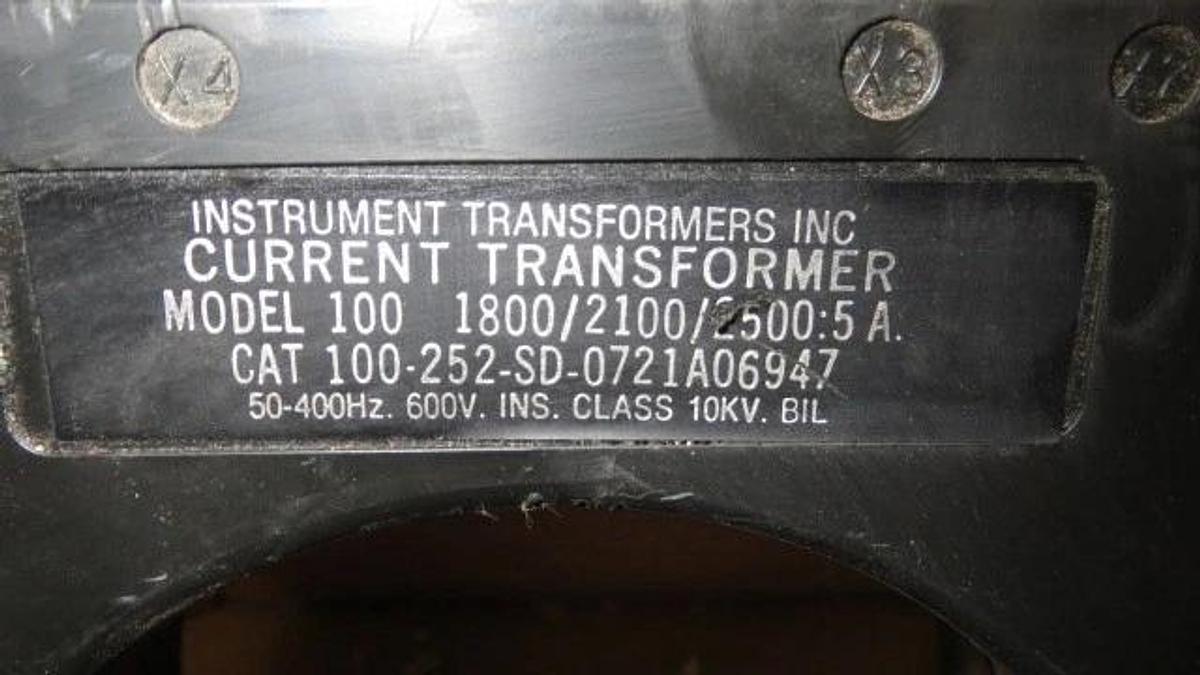 X4 X3
INSTRUMENT TRANSFORMERS INC
CURRENT TRANSFORMER
MODEL 100 1800/2100/2500:5 A.
CAT 100-252-SD-0721A06947
50-400Hz. 600V. INS. CLASS 10KV. BIL